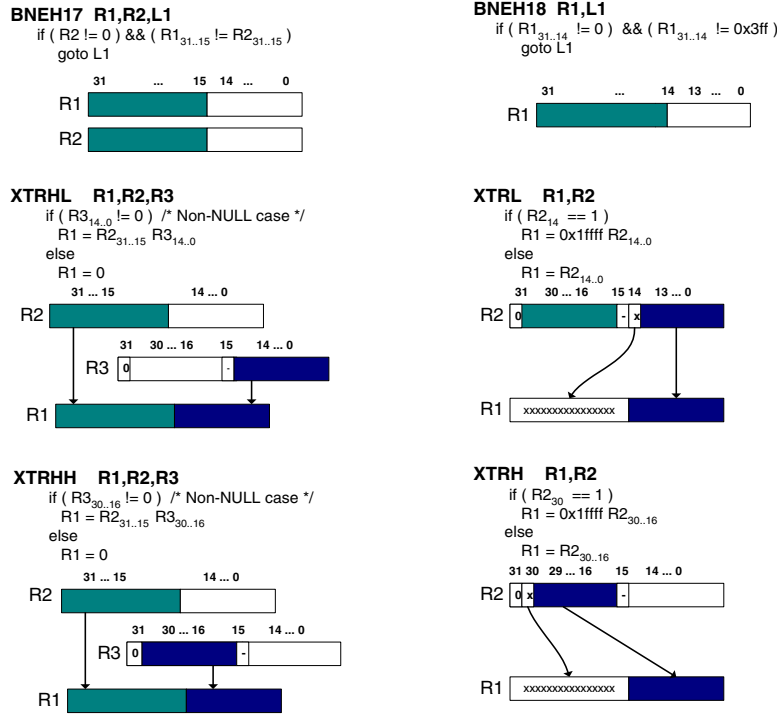 BNEH17 R1,R2,L1
if ( R2 != 0 ) && ( R131..15 != R231..15 )
goto L1
31 ... 15 14 ... 0
R1
R2
BNEH18 R1,L1
if ( R131..14 != 0 ) && ( R131..14 != 0x3ff )
goto L1
31 ... 14 13 ... 0
R1
XTRHL R1,R2,R3
if ( R314..0 != 0 ) /* Non-NULL case */
R1 = R231..15 R314..0
else
R1 = 0
31 ... 15 14 ... 0
R2
31 30 ... 16 15 14 ... 0
R3 0 -
R1
XTRL R1,R2
if ( R214 == 1 )
R1 = 0x1ffff R214..0
else
R1 = R214..0
31 30 ... 16 15 14 13 ... 0
R2 0 - x
R1 xxxxxxxxxxxxxxxx
XTRHH R1,R2,R3
if ( R330..16 != 0 ) /* Non-NULL case */
R1 = R231..15 R330..16
else
R1 = 0
31 ... 15 14 ... 0
R2
31 30 ... 16 15 14 ... 0
R3 0 -
R1
XTRH R1,R2
if ( R230 == 1 )
R1 = 0x1ffff R230..16
else
R1 = R230..16
31 30 29 ... 16 15 14 ... 0
R2 0 x -
R1 xxxxxxxxxxxxxxxx